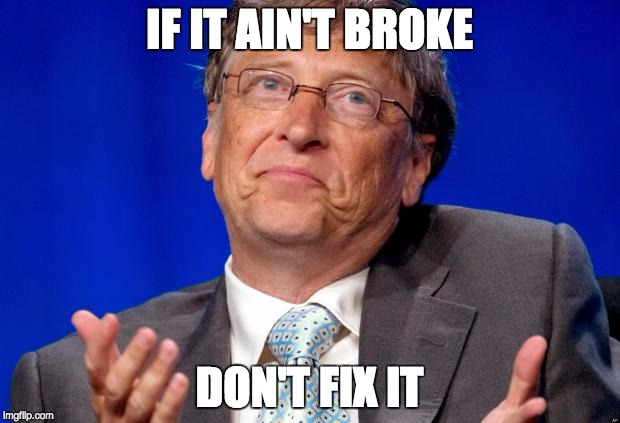 IF IT AIN'T BROKE
DON'T FIX IT
imgflip.com